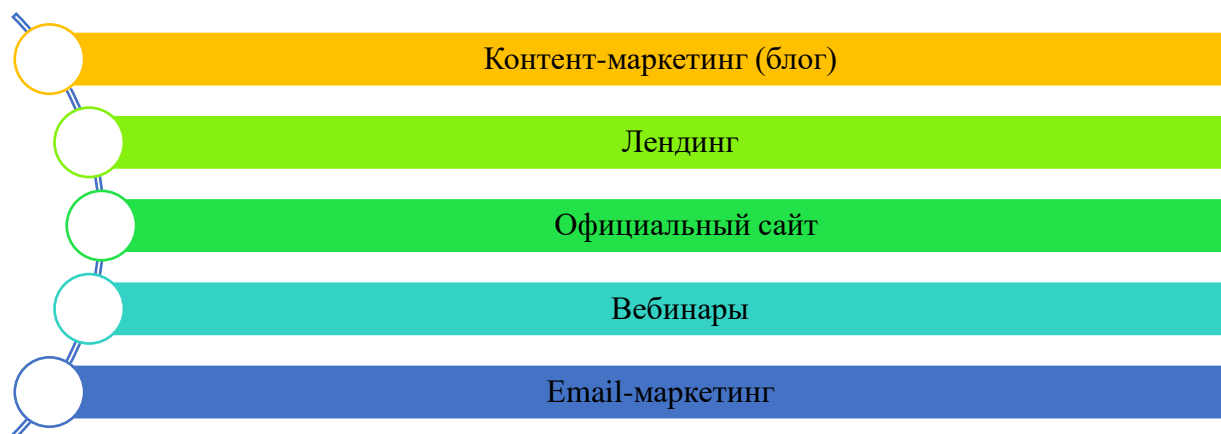 Контент-маркетинг (блог)
Лендинг
Официальный сайт
Вебинары
Email-маркетинг